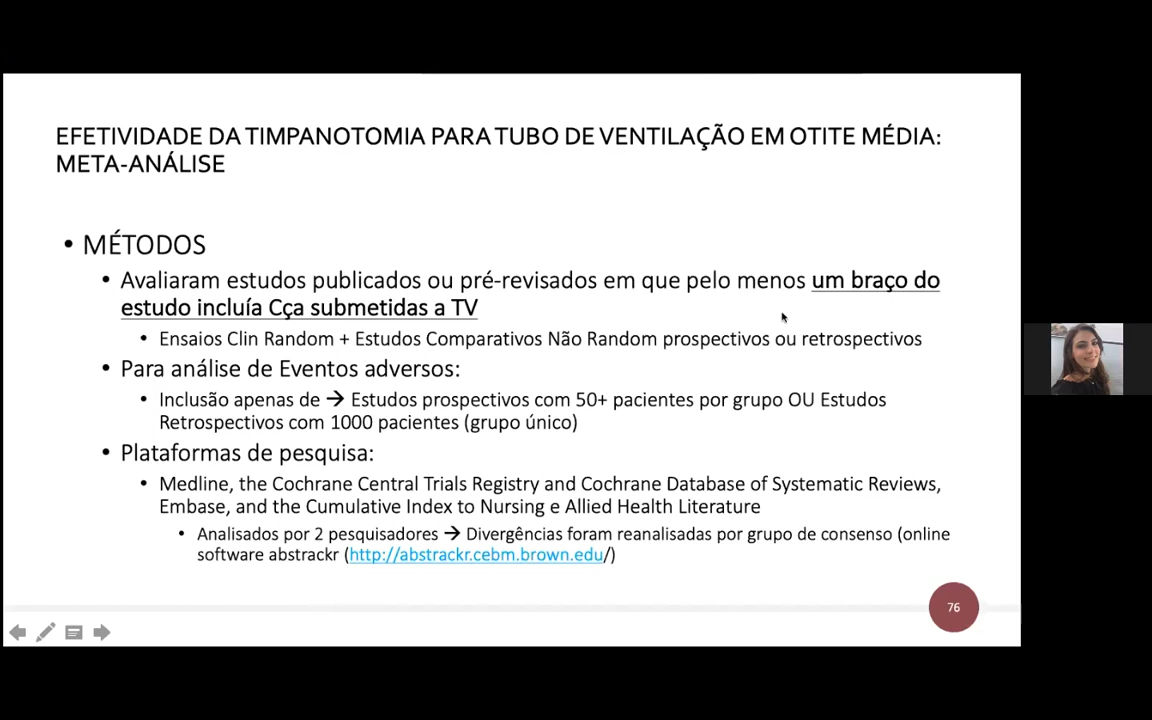 EFETIVIDADE DA TIMPANOTOMIA PARA TUBO DE VENTILAÇÃO EM OTITE MÉDIA:
META-ANÁLISE
• MÉTODOS
• Avaliaram estudos publicados ou pré-revisados em que pelo menos um braço do
estudo incluía Cça submetidas a TV
• Ensaios Clin Random + Estudos Comparativos Não Random prospectivos ou retrospectivos
• Para análise de Eventos adversos:
• Inclusão apenas de → Estudos prospectivos com 50+ pacientes por grupo OU Estudos
Retrospectivos com 1000 pacientes (grupo único)
• Plataformas de pesquisa:
• Medline, the Cochrane Central Trials Registry and Cochrane Database of Systematic Reviews,
Embase, and the Cumulative Index to Nursing e Allied Health Literature
• Analisados por 2 pesquisadores → Divergências foram reanalisadas por grupo de consenso (online
software abstrackr (http://abstrackr.cebm.brown.edu/)
76